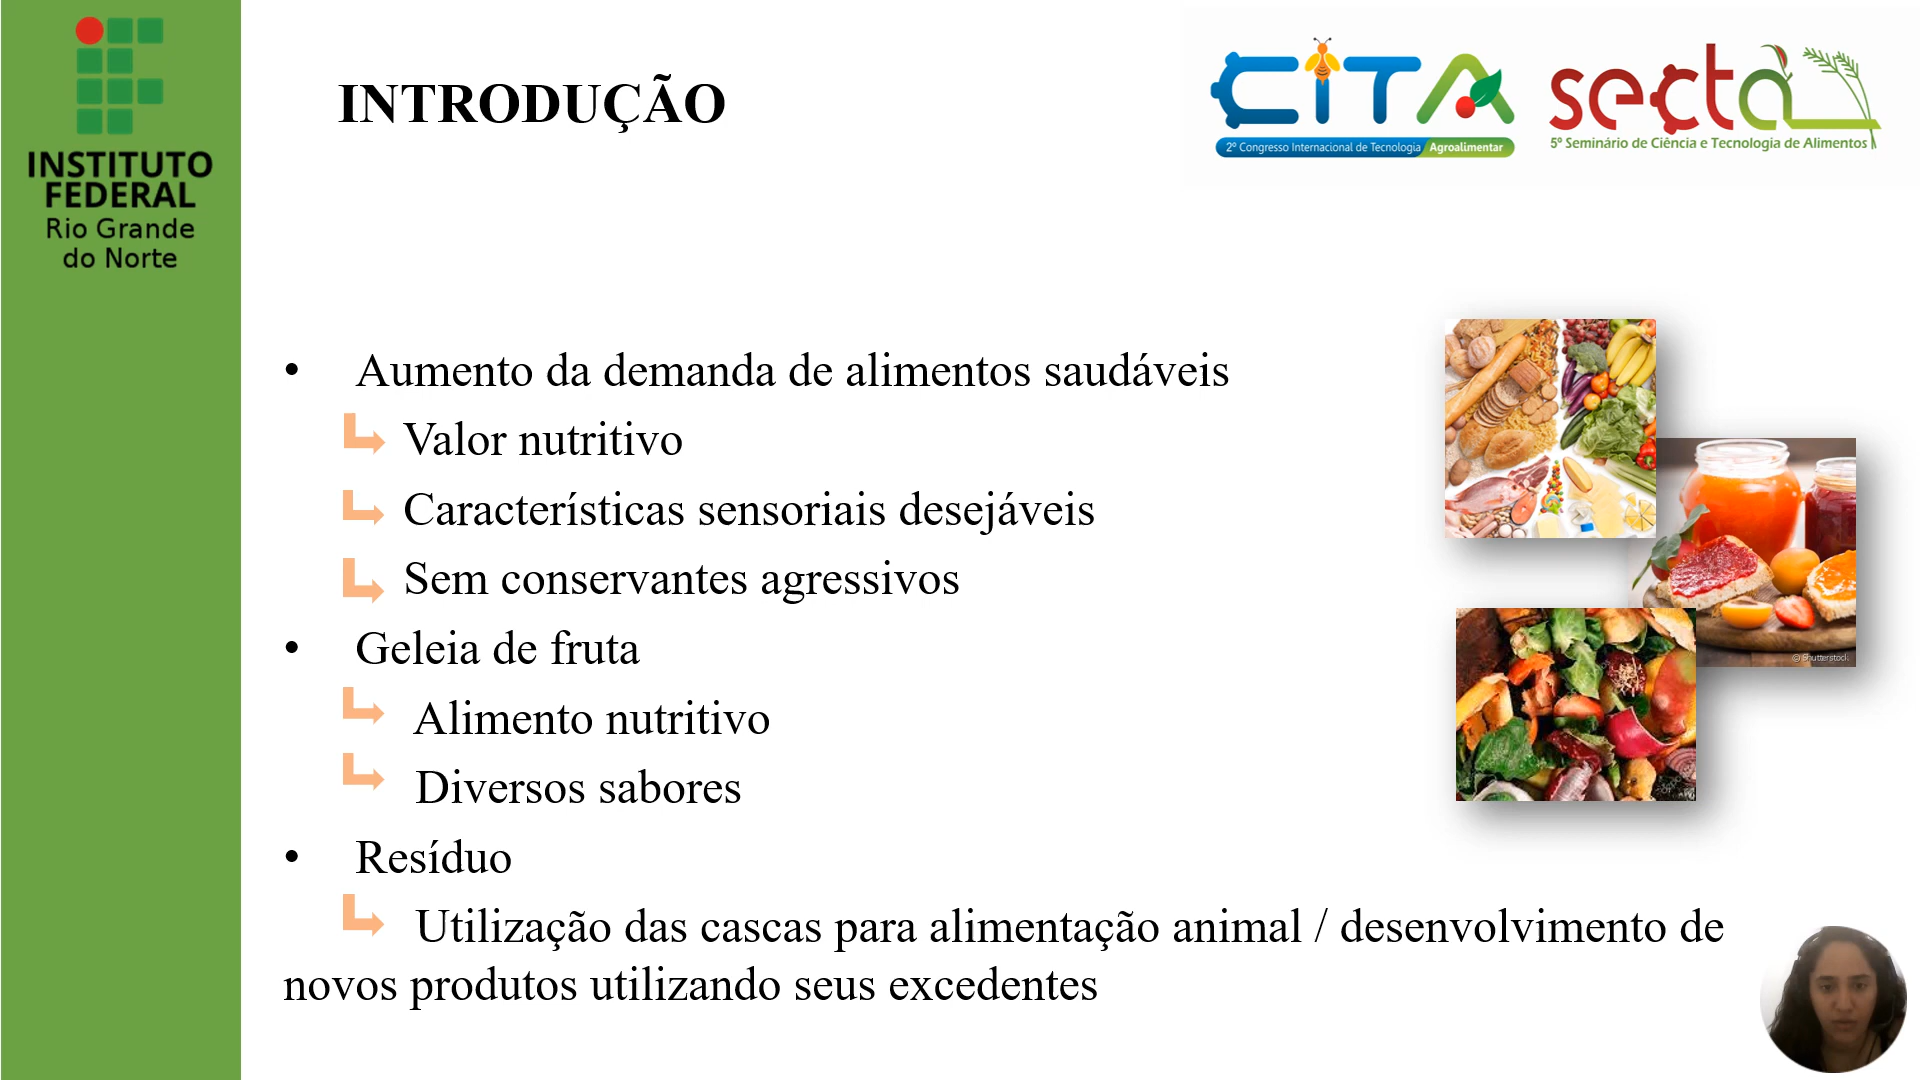 INSTITUTO
FEDERAL
Rio Grande
do Norte
INTRODUÇÃO
CiTA
2º Congresso Internacional de Tecnologia Agroalimentar
secta
5º Seminário de Ciência e Tecnologia de Alimentos
• Aumento da demanda de alimentos saudáveis
Valor nutritivo
Características sensoriais desejáveis
Sem conservantes agressivos
• Geleia de fruta
Alimento nutritivo
Diversos sabores
• Resíduo
Utilização das cascas para alimentação animal / desenvolvimento de
novos produtos utilizando seus excedentes
© Shutterstock